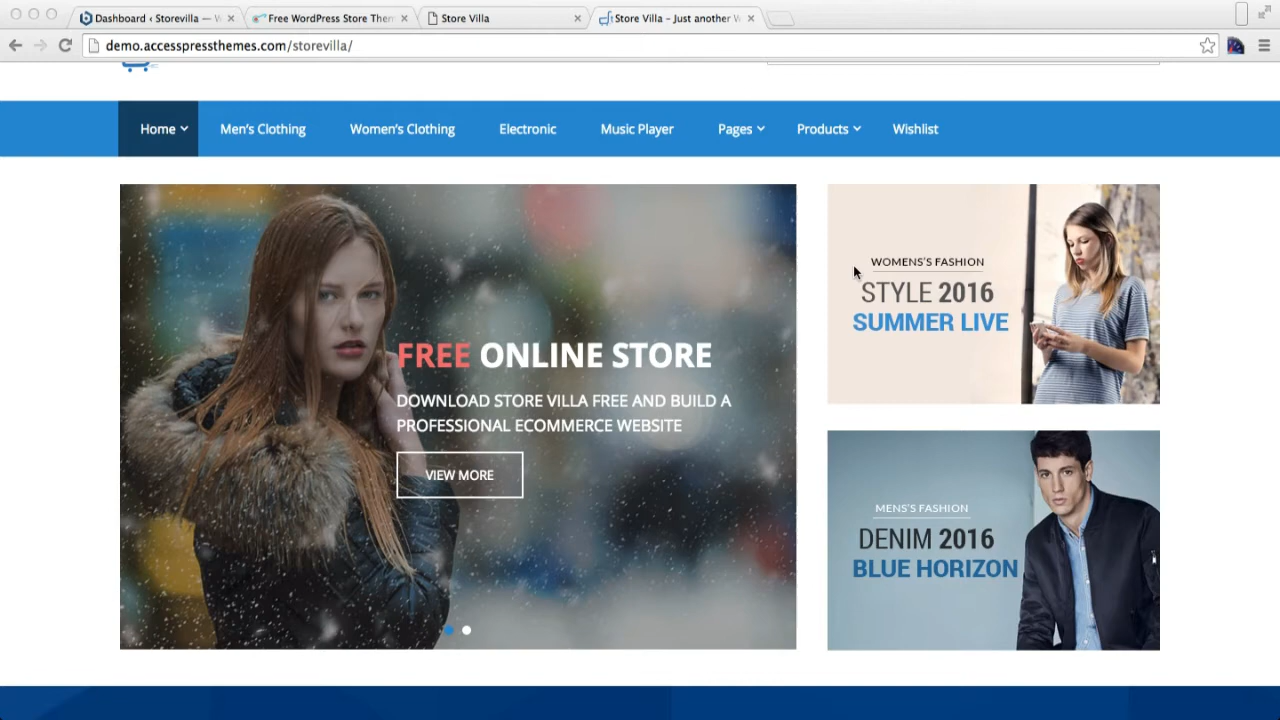 Dashboard ‹ Storevilla — W
Free WordPress Store Them
Store Villa
Store Villa – Just another W
demo.accesspressthemes.com/storevilla/
Home
Men's Clothing
Women's Clothing
Electronic
Music Player
Pages
Products
Wishlist
FREE ONLINE STORE
DOWNLOAD STORE VILLA FREE AND BUILD A
PROFESSIONAL ECOMMERCE WEBSITE
VIEW MORE
WOMENS'S FASHION
STYLE 2016
SUMMER LIVE
MENS'S FASHION
DENIM 2016
BLUE HORIZON